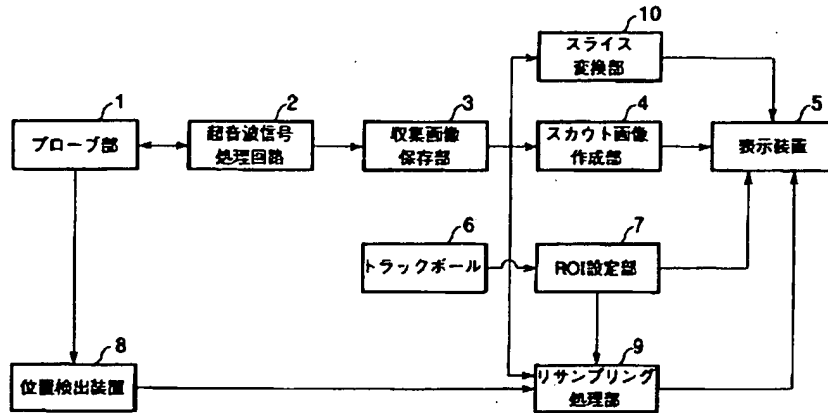 10
スライス
変換部
1
プローブ部
2
超音波信号
処理回路
3
収集画像
保存部
4
スカウト画像
作成部
5
表示装置
6
トラックボール
7
ROI設定部
8
位置検出装置
9
リサンプリング
処理部